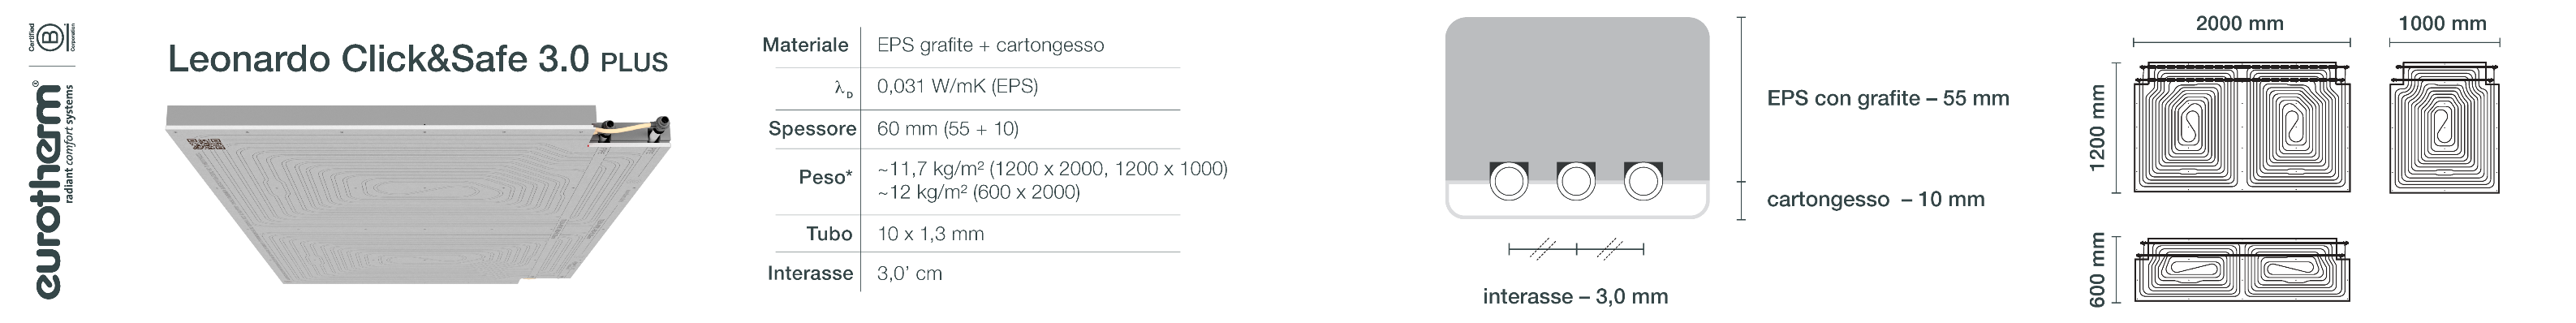 Certified
B
Corporation
eurotherm®
radiant comfort systems
Leonardo Click&Safe 3.0 PLUS
Materiale EPS grafite + cartongesso
λD 0,031 W/mK (EPS)
Spessore 60 mm (55 + 10)
Peso* ~11,7 kg/m² (1200 x 2000, 1200 x 1000)
~12 kg/m² (600 x 2000)
Tubo 10 x 1,3 mm
Interasse 3,0' cm
EPS con grafite – 55 mm
cartongesso – 10 mm
interasse – 3,0 mm
2000 mm
1000 mm
1200 mm
600 mm